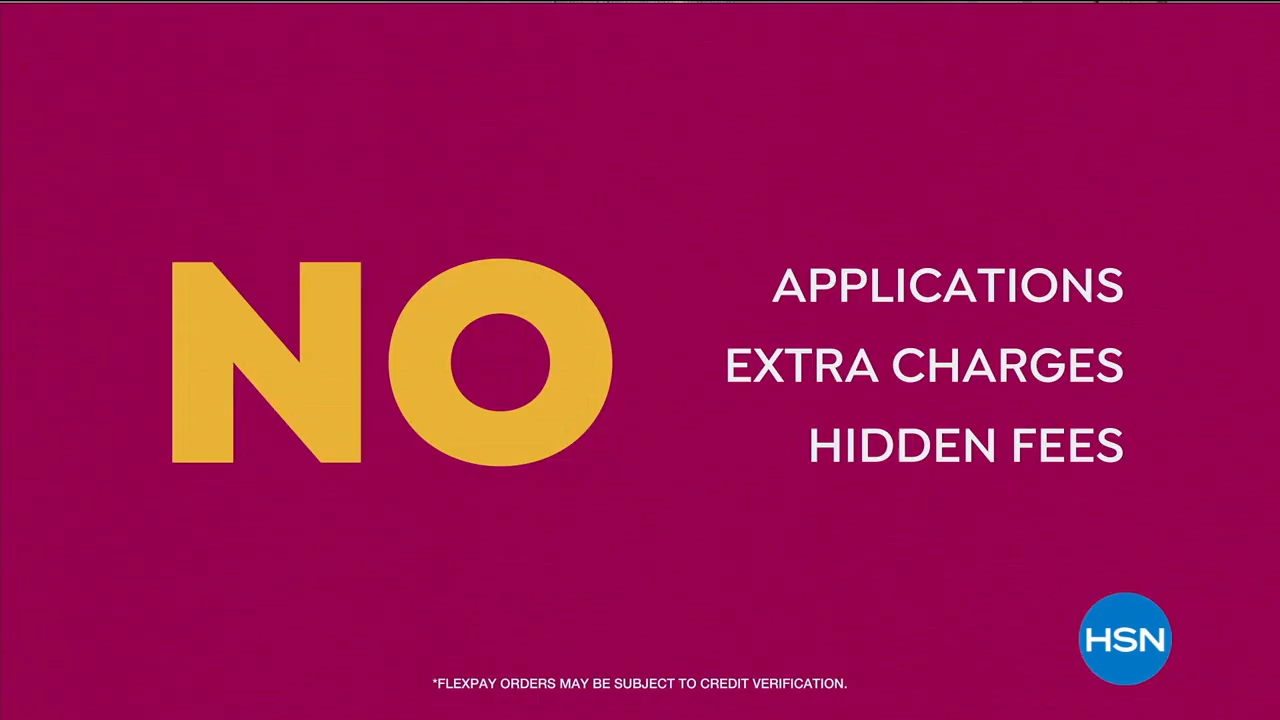 NO
APPLICATIONS
EXTRA CHARGES
HIDDEN FEES
HSN
*FLEXPAY ORDERS MAY BE SUBJECT TO CREDIT VERIFICATION.